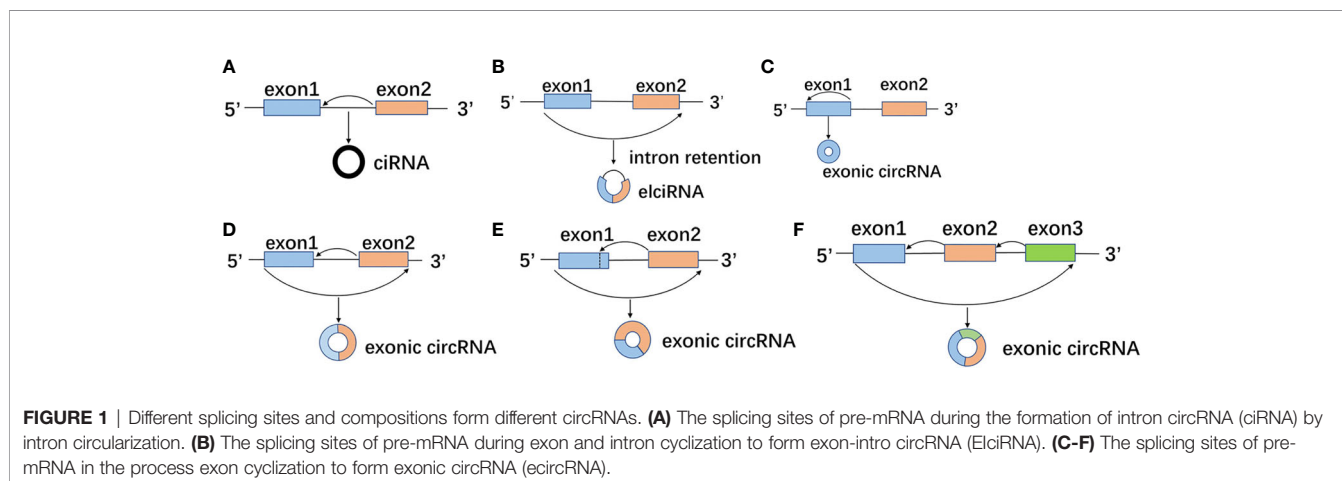 A
exon1 exon2
5' 3'
ciRNA
B
exon1 exon2
5' 3'
intron retention
elciRNA
C
exon1 exon2
5' 3'
exonic circRNA
D
exon1 exon2
5' 3'
exonic circRNA
E
exon1 exon2
5' 3'
exonic circRNA
F
exon1 exon2 exon3
5' 3'
exonic circRNA
FIGURE 1 | Different splicing sites and compositions form different circRNAs. (A) The splicing sites of pre-mRNA during the formation of intron circRNA (ciRNA) by
intron circularization. (B) The splicing sites of pre-mRNA during exon and intron cyclization to form exon-intro circRNA (ElciRNA). (C-F) The splicing sites of pre-
mRNA in the process exon cyclization to form exonic circRNA (ecircRNA).